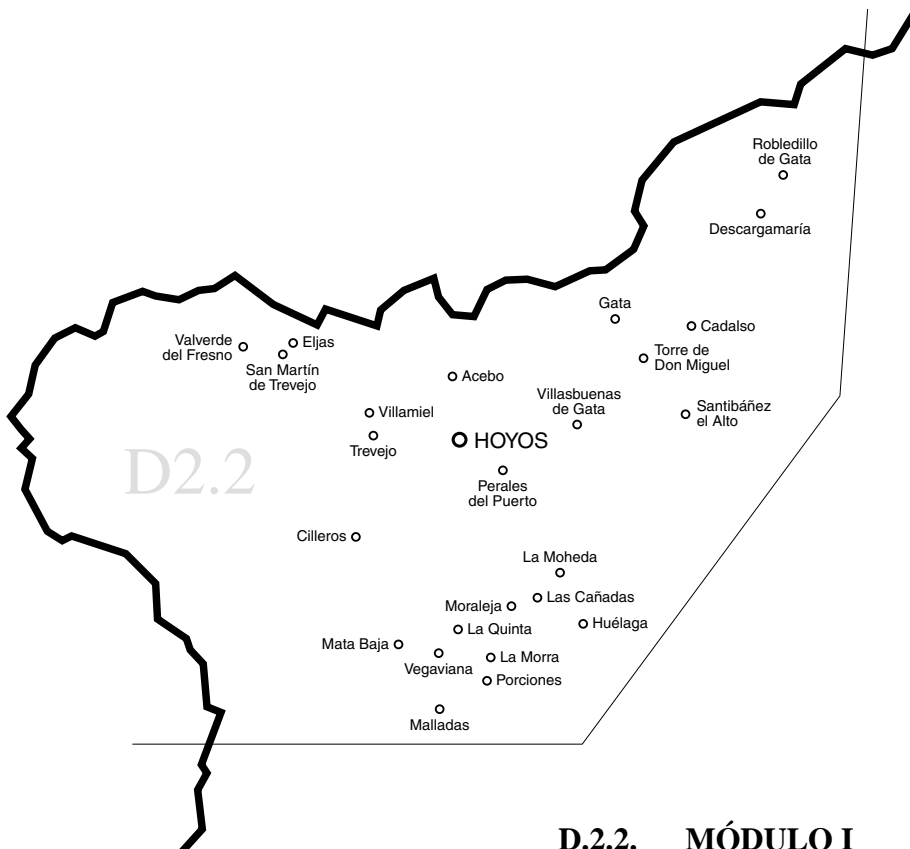 Robledillo
de Gata
Descargamaría
Gata
Cadalso
Valverde
del Fresno
Eljas
San Martín
de Trevejo
Torre de
Don Miguel
Acebo
Villasbuenas
de Gata
Santibáñez
el Alto
Villamiel
Trevejo
HOYOS
D2.2
Perales
del Puerto
Cilleros
La Moheda
Las Cañadas
Moraleja
Huélaga
La Quinta
Mata Baja
Vegaviana
La Morra
Porciones
Malladas
D.2.2. MÓDULO I